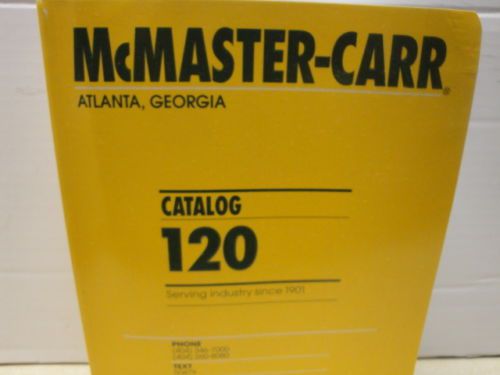 McMASTER-CARR®
ATLANTA, GEORGIA
CATALOG
120
Serving industry since 1901
PHONE
TEXT